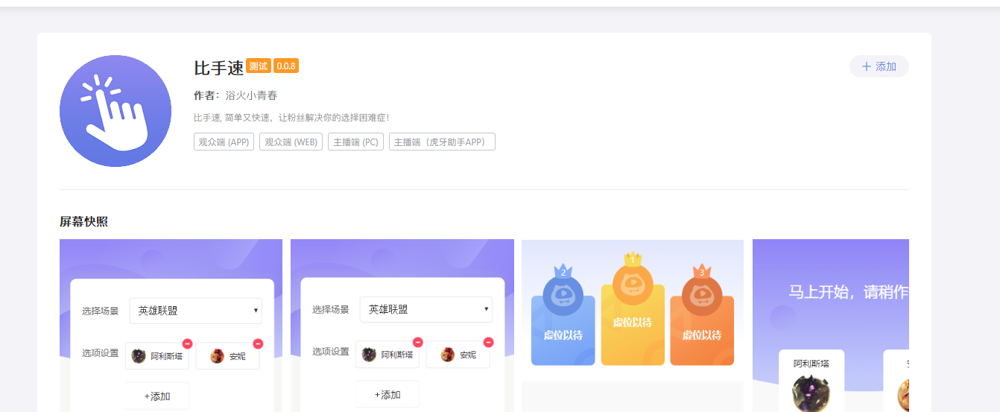 比手速 测试 0.0.8
+ 添加
作者：浴火小青春
比手速, 简单又快速，让粉丝解决你的选择困难症！
观众端 (APP) 观众端 (WEB) 主播端 (PC) 主播端（虎牙助手APP）
屏幕快照
选择场景 英雄联盟
选项设置 阿利斯塔 安妮
+添加
选择场景 英雄联盟
选项设置 阿利斯塔 安妮
+添加
2 1 3
虚位以待 虚位以待 虚位以待
马上开始，请稍作
阿利斯塔